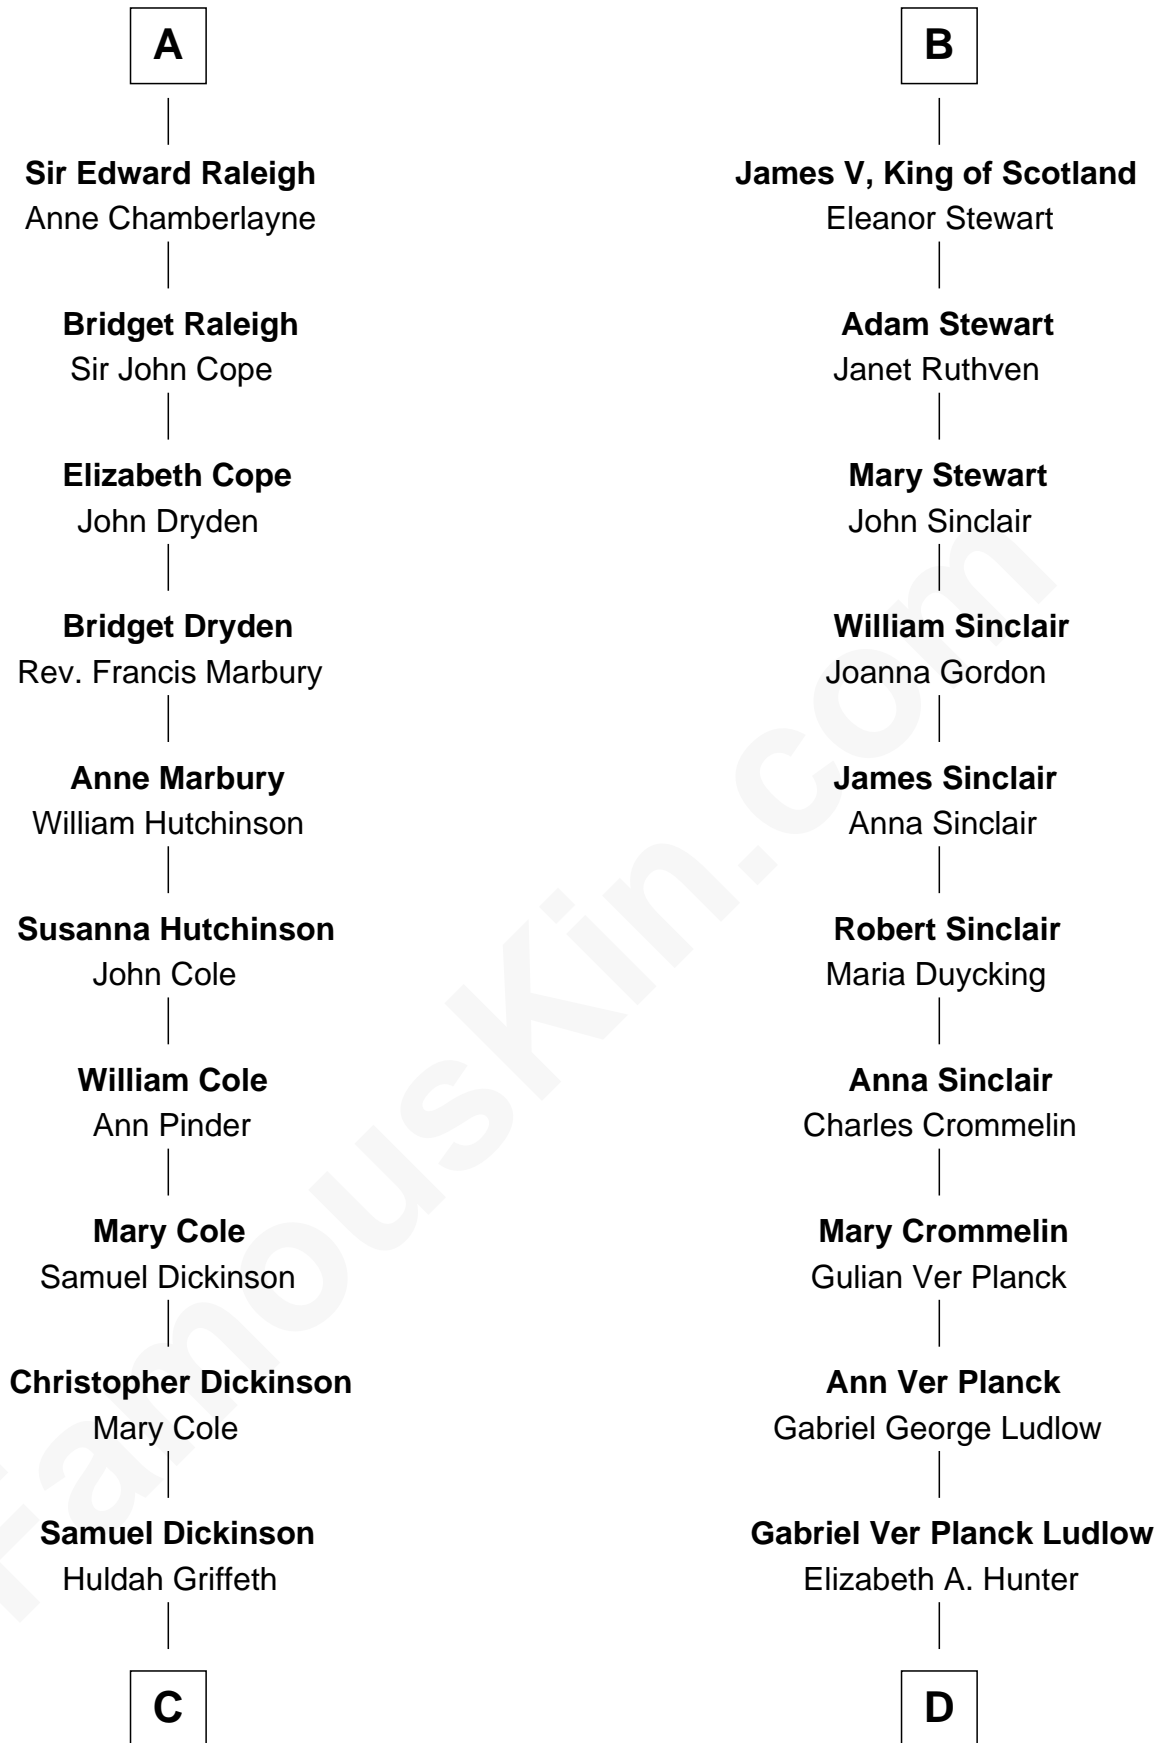 A
Sir Edward Raleigh
Anne Chamberlayne
Bridget Raleigh
Sir John Cope
Elizabeth Cope
John Dryden
Bridget Dryden
Rev. Francis Marbury
Anne Marbury
William Hutchinson
Susanna Hutchinson
John Cole
William Cole
Ann Pinder
Mary Cole
Samuel Dickinson
Christopher Dickinson
Mary Cole
Samuel Dickinson
Huldah Griffeth
C
B
James V, King of Scotland
Eleanor Stewart
Adam Stewart
Janet Ruthven
Mary Stewart
John Sinclair
William Sinclair
Joanna Gordon
James Sinclair
Anna Sinclair
Robert Sinclair
Maria Duycking
Anna Sinclair
Charles Crommelin
Mary Crommelin
Gulian Ver Planck
Ann Ver Planck
Gabriel George Ludlow
Gabriel Ver Planck Ludlow
Elizabeth A. Hunter
D
FamousKin.com